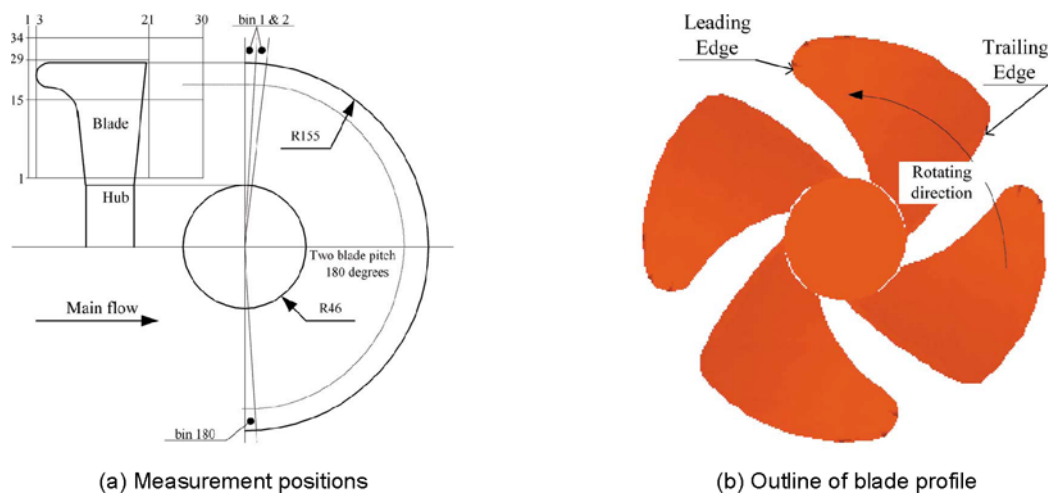 1 3
21
30
34
29
15
1
bin 1 & 2
Blade
Hub
R155
Two blade pitch
180 degrees
Main flow
R46
bin 180
(a) Measurement positions
Leading
Edge
Trailing
Edge
Rotating
direction
(b) Outline of blade profile